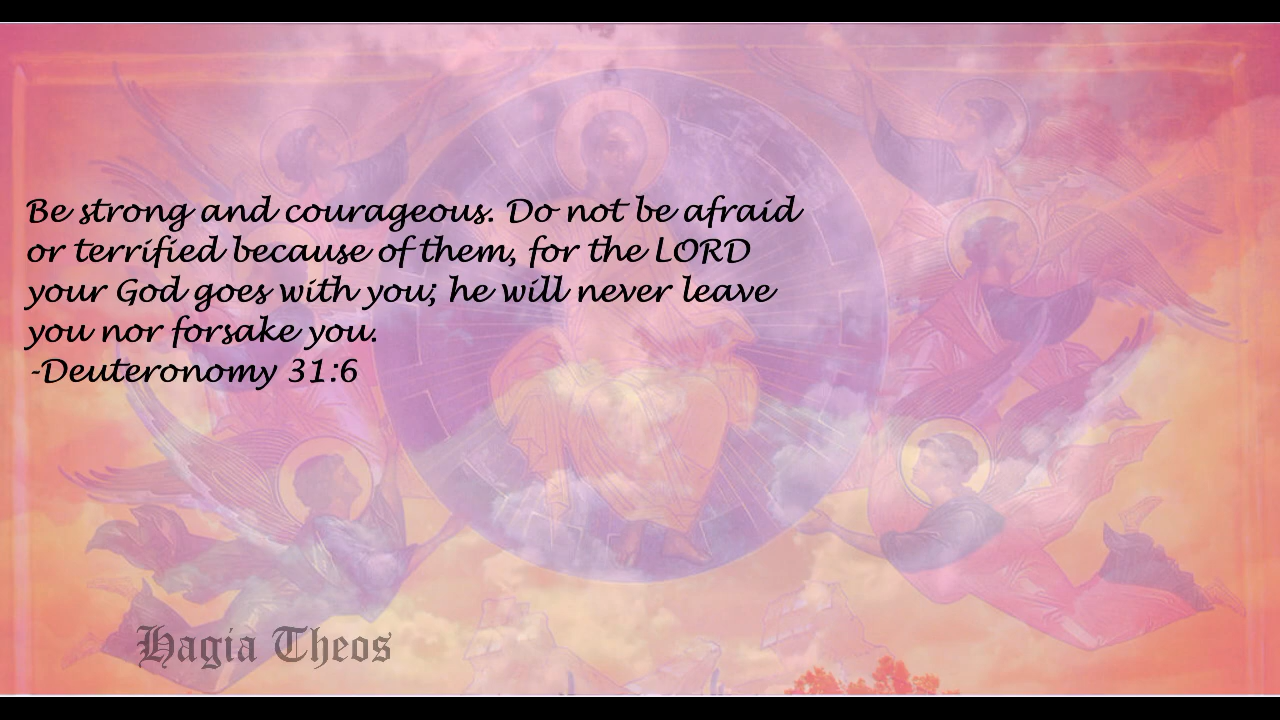 Be strong and courageous. Do not be afraid
or terrified because of them, for the LORD
your God goes with you; he will never leave
you nor forsake you.
-Deuteronomy 31:6
Hagia Theos